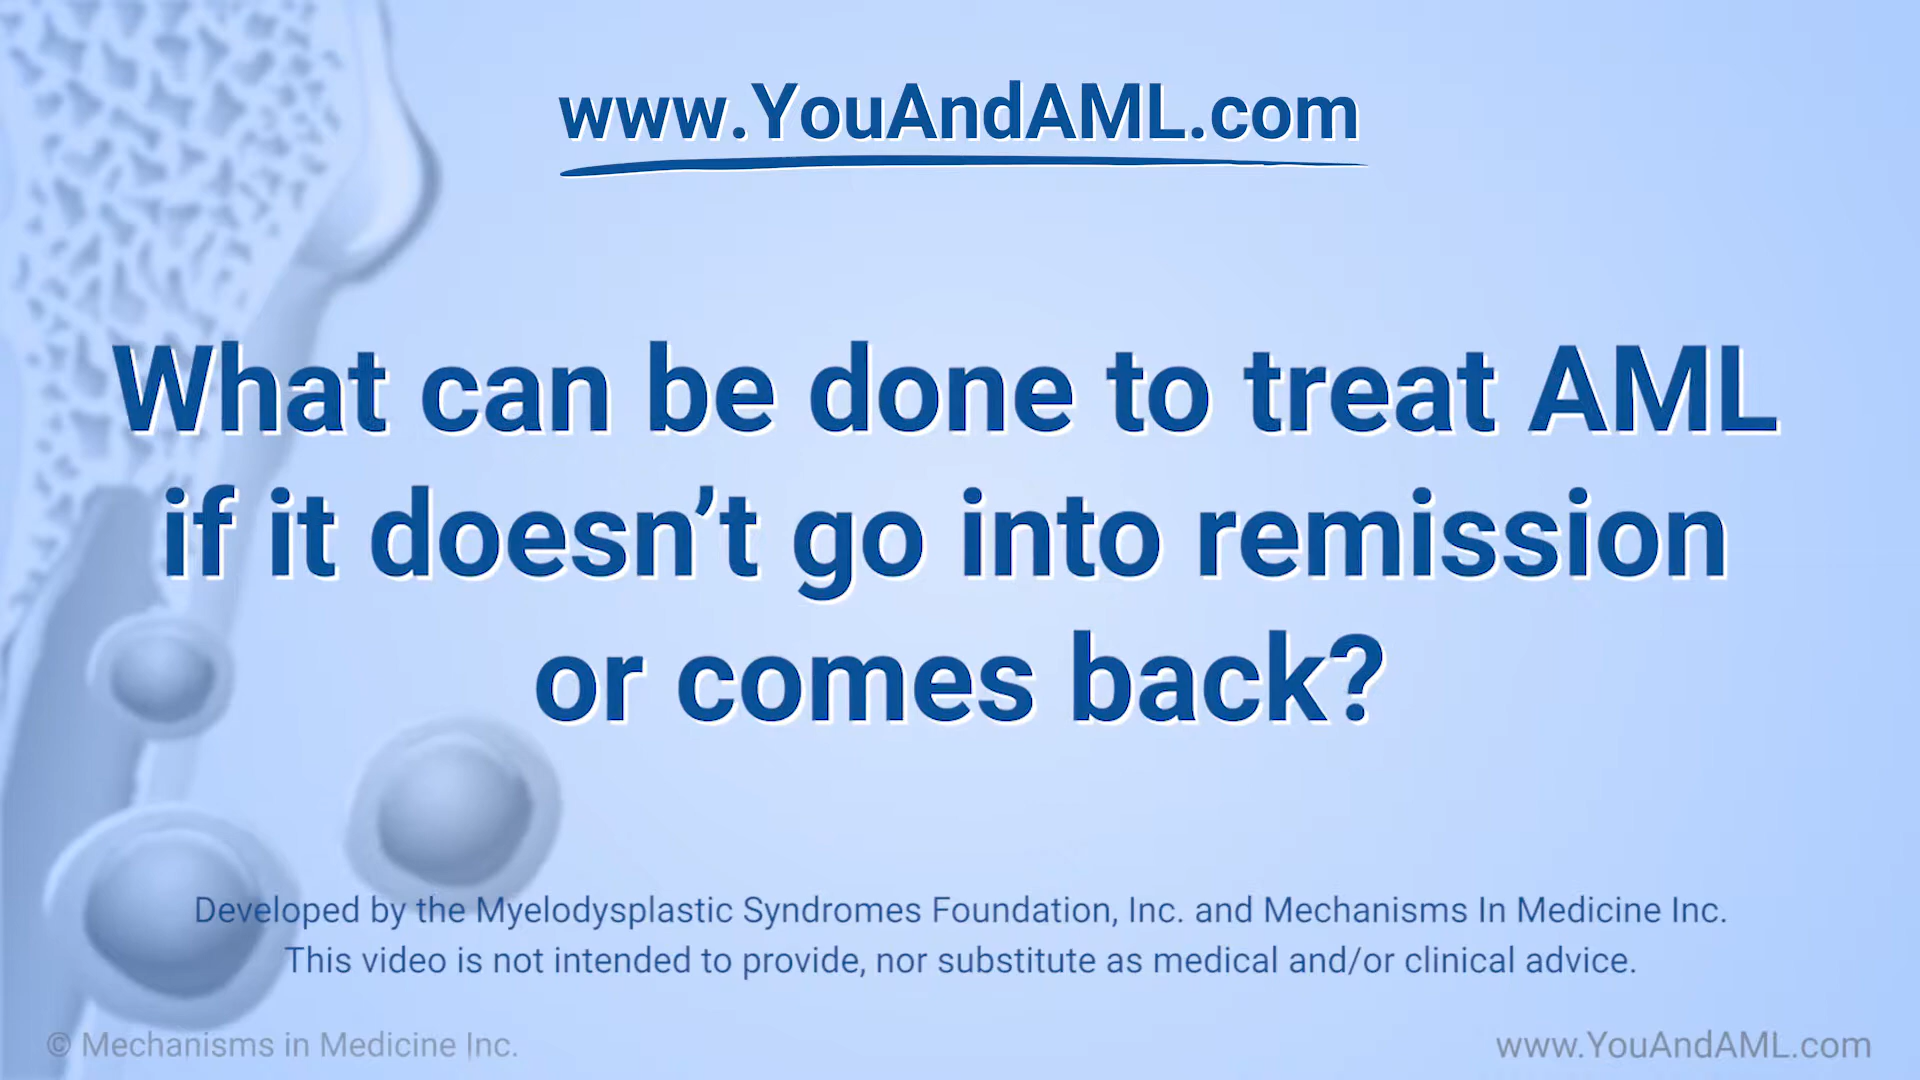 www.YouAndAML.com
What can be done to treat AML
if it doesn’t go into remission
or comes back?
Developed by the Myelodysplastic Syndromes Foundation, Inc. and Mechanisms In Medicine Inc.
This video is not intended to provide, nor substitute as medical and/or clinical advice.
© Mechanisms in Medicine Inc.
www.YouAndAML.com